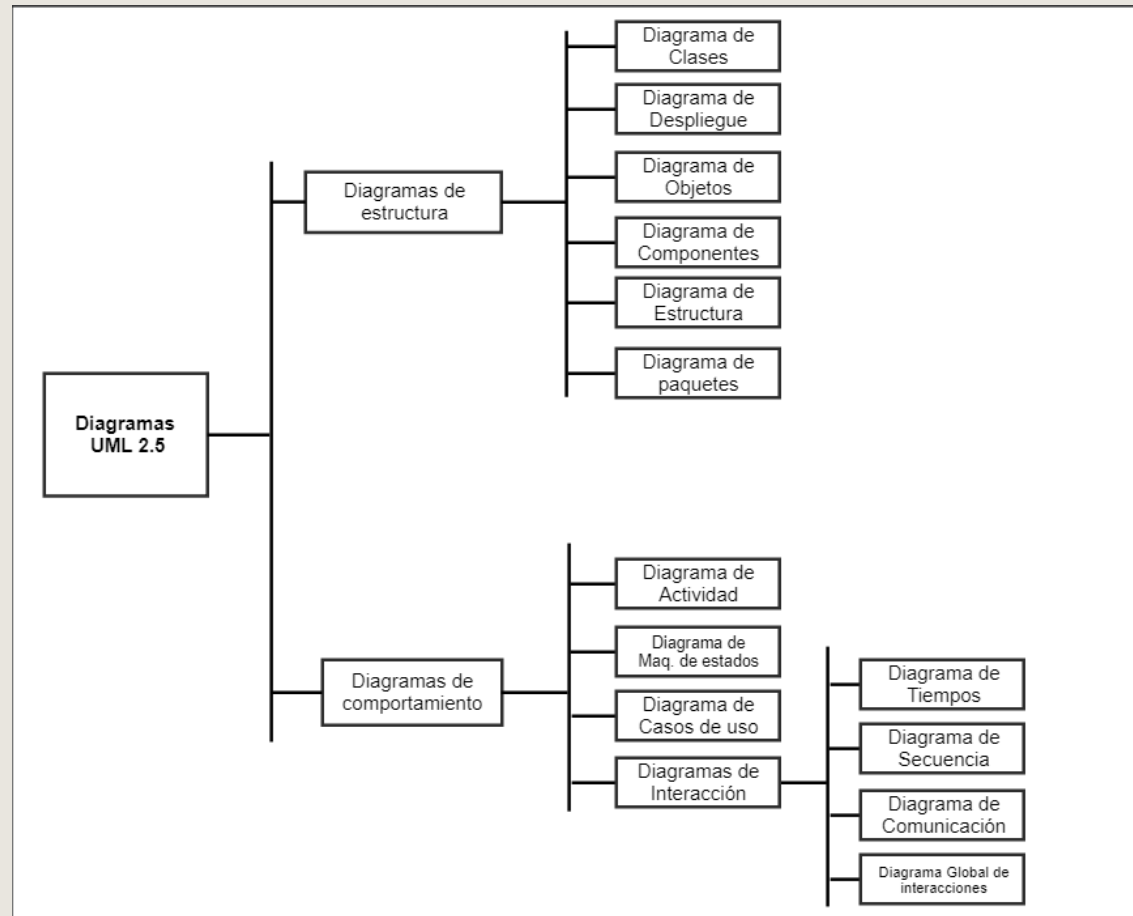 Diagramas
UML 2.5
Diagramas de
estructura
Diagrama de
Clases
Diagrama de
Despliegue
Diagrama de
Objetos
Diagrama de
Componentes
Diagrama de
Estructura
Diagrama de
paquetes
Diagramas de
comportamiento
Diagrama de
Actividad
Diagrama de
Maq. de estados
Diagrama de
Casos de uso
Diagramas de
Interacción
Diagrama de
Tiempos
Diagrama de
Secuencia
Diagrama de
Comunicación
Diagrama Global de
interacciones